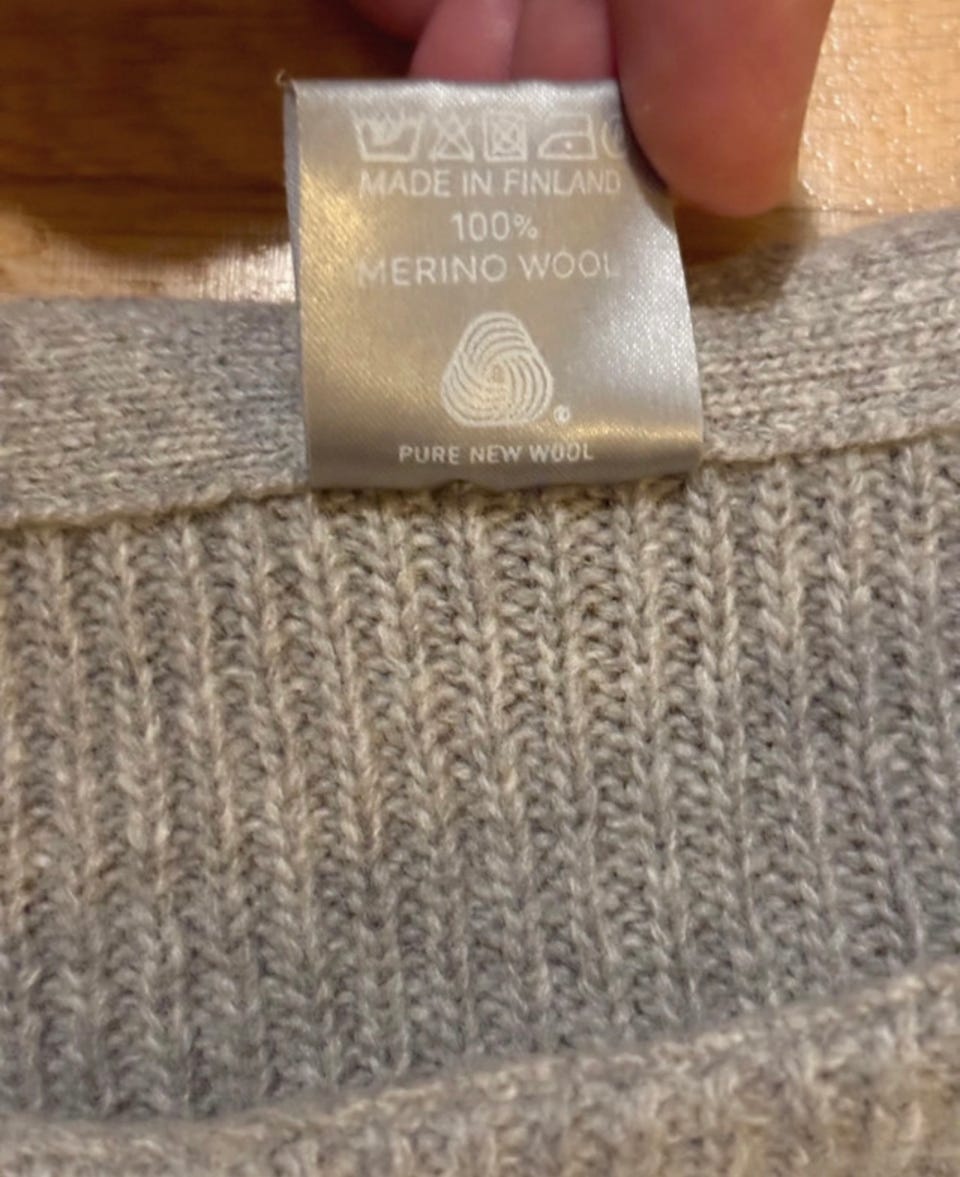 MADE IN FINLAND
100%
MERINO WOOL
®
PURE NEW WOOL